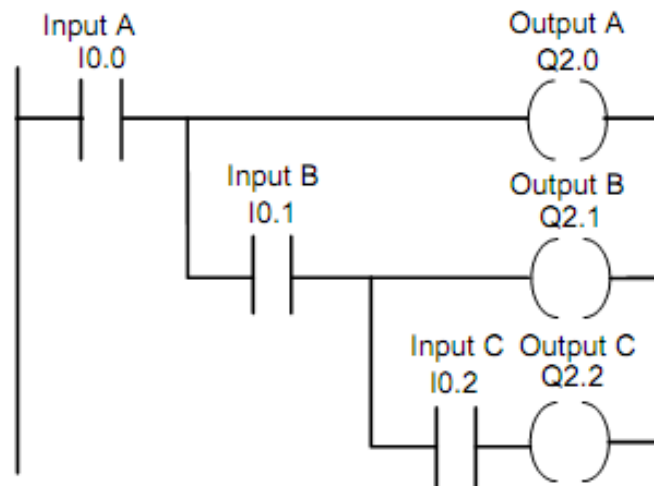 Input A
I0.0
Output A
Q2.0
Input B
I0.1
Output B
Q2.1
Input C
I0.2
Output C
Q2.2